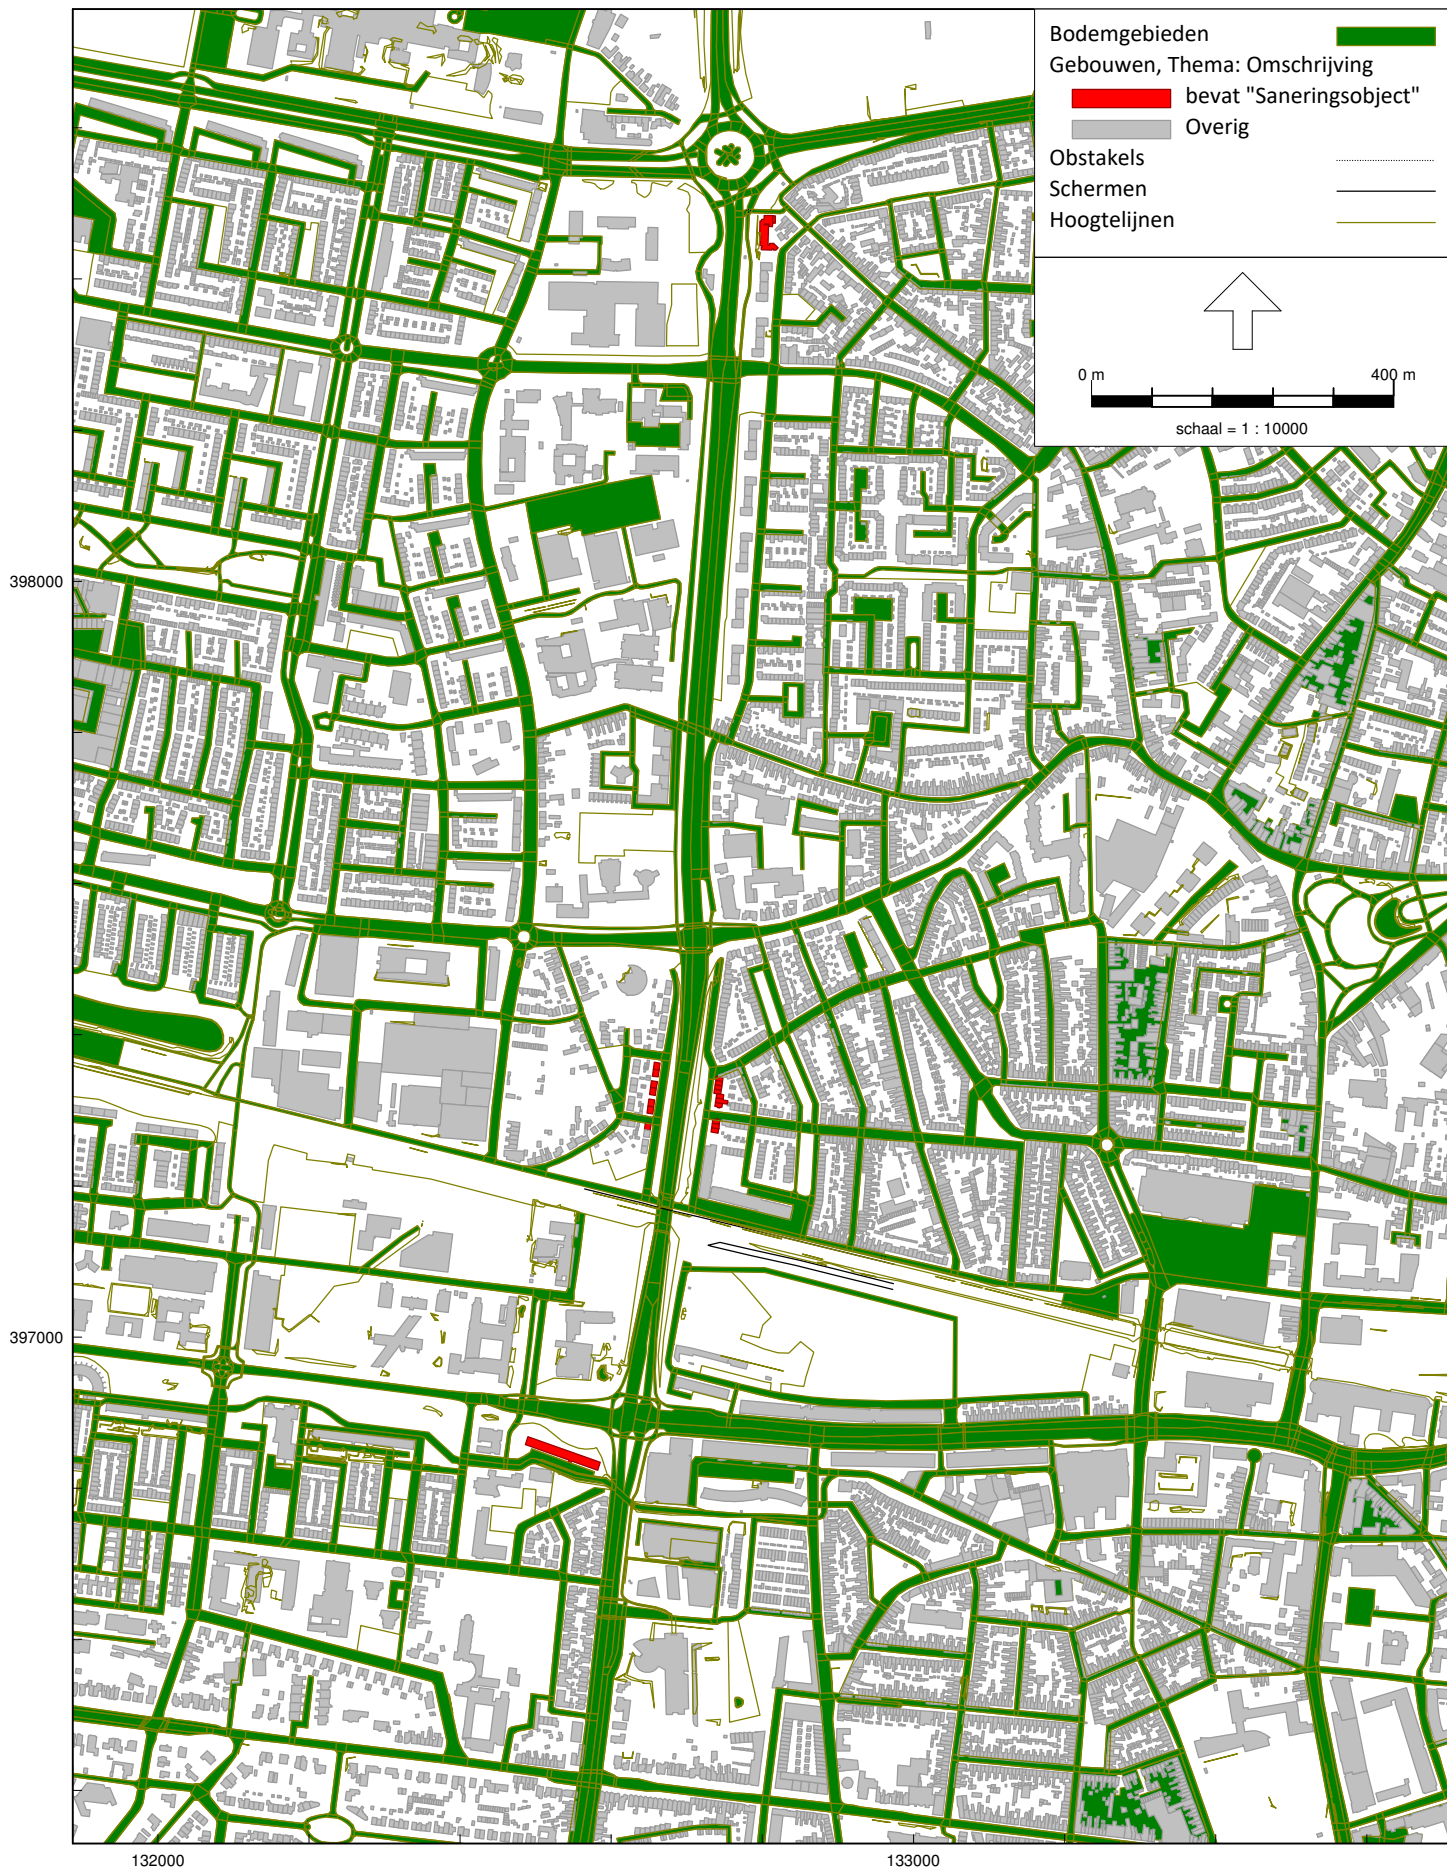 Bodemgebieden
Gebouwen, Thema: Omschrijving
bevat "Saneringsobject"
Overig
Obstakels
Schermen
Hoogtelijnen
0 m 400 m
schaal = 1 : 10000
398000
397000
132000 133000